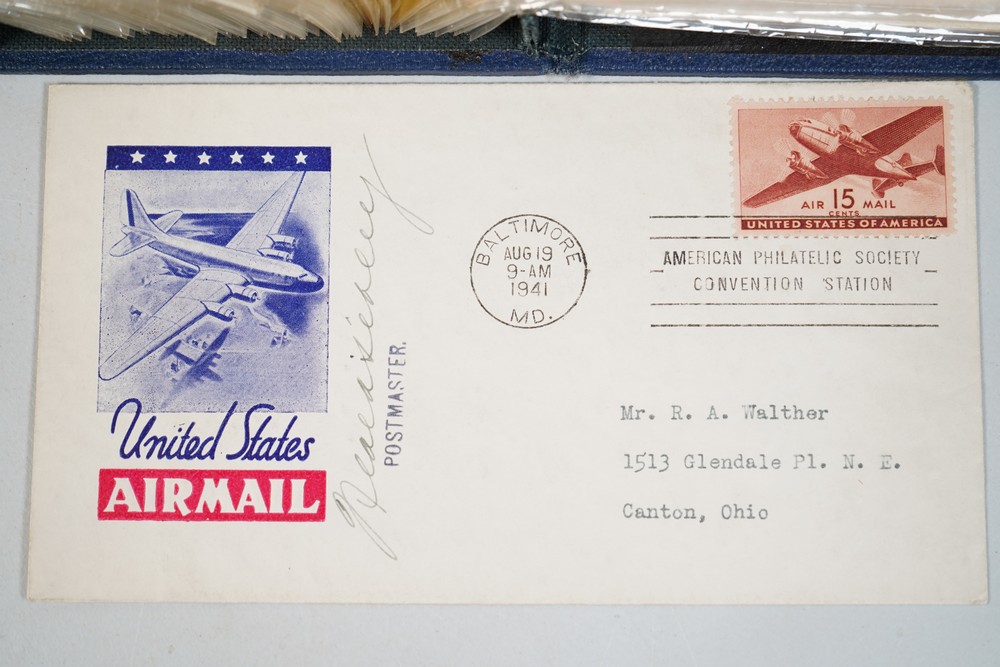 United States
AIRMAIL
POSTMASTER.
BALTIMORE
AUG 19
9-AM
1941
MD.
AIR 15 MAIL
CENTS
UNITED STATES OF AMERICA
AMERICAN PHILATELIC SOCIETY
CONVENTION STATION
Mr. R. A. Walther
1513 Glendale Pl. N. E.
Canton, Ohio